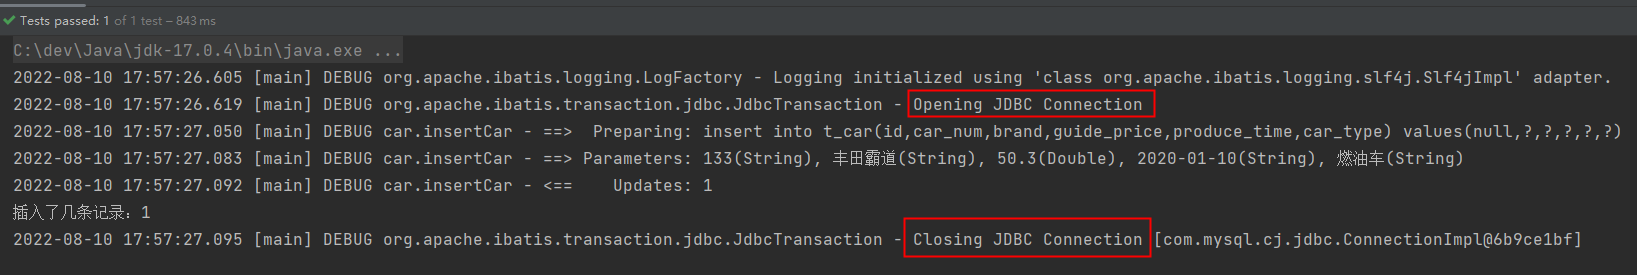 Tests passed: 1 of 1 test – 843 ms
C:\dev\Java\jdk-17.0.4\bin\java.exe ...
2022-08-10 17:57:26.605 [main] DEBUG org.apache.ibatis.logging.LogFactory - Logging initialized using 'class org.apache.ibatis.logging.slf4j.Slf4jImpl' adapter.
2022-08-10 17:57:26.619 [main] DEBUG org.apache.ibatis.transaction.jdbc.JdbcTransaction - Opening JDBC Connection
2022-08-10 17:57:27.050 [main] DEBUG car.insertCar - ==>  Preparing: insert into t_car(id,car_num,brand,guide_price,produce_time,car_type) values(null,?,?,?,?,?)
2022-08-10 17:57:27.083 [main] DEBUG car.insertCar - ==> Parameters: 133(String), 丰田霸道(String), 50.3(Double), 2020-01-10(String), 燃油车(String)
2022-08-10 17:57:27.092 [main] DEBUG car.insertCar - <==    Updates: 1
插入了几条记录：1
2022-08-10 17:57:27.095 [main] DEBUG org.apache.ibatis.transaction.jdbc.JdbcTransaction - Closing JDBC Connection [com.mysql.cj.jdbc.ConnectionImpl@6b9ce1bf]